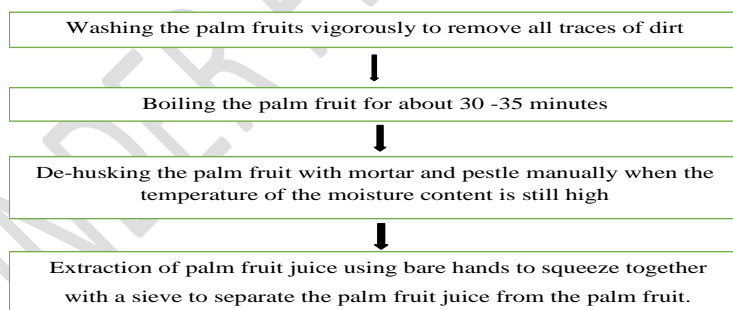 Washing the palm fruits vigorously to remove all traces of dirt
Boiling the palm fruit for about 30 -35 minutes
De-husking the palm fruit with mortar and pestle manually when the
temperature of the moisture content is still high
Extraction of palm fruit juice using bare hands to squeeze together
with a sieve to separate the palm fruit juice from the palm fruit.